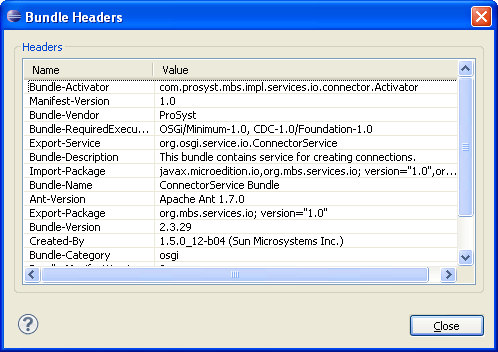 Bundle Headers
Headers
Name Value
Bundle-Activator com.prosyst.mbs.impl.services.io.connector.Activator
Manifest-Version 1.0
Bundle-Vendor ProSyst
Bundle-RequiredExecu... OSGi/Minimum-1.0, CDC-1.0/Foundation-1.0
Export-Service org.osgi.service.io.ConnectorService
Bundle-Description This bundle contains service for creating connections.
Import-Package javax.microedition.io,org.mbs.services.io; version="1.0",or...
Bundle-Name ConnectorService Bundle
Ant-Version Apache Ant 1.7.0
Export-Package org.mbs.services.io; version="1.0"
Bundle-Version 2.3.29
Created-By 1.5.0_12-b04 (Sun Microsystems Inc.)
Bundle-Category osgi
?
Close